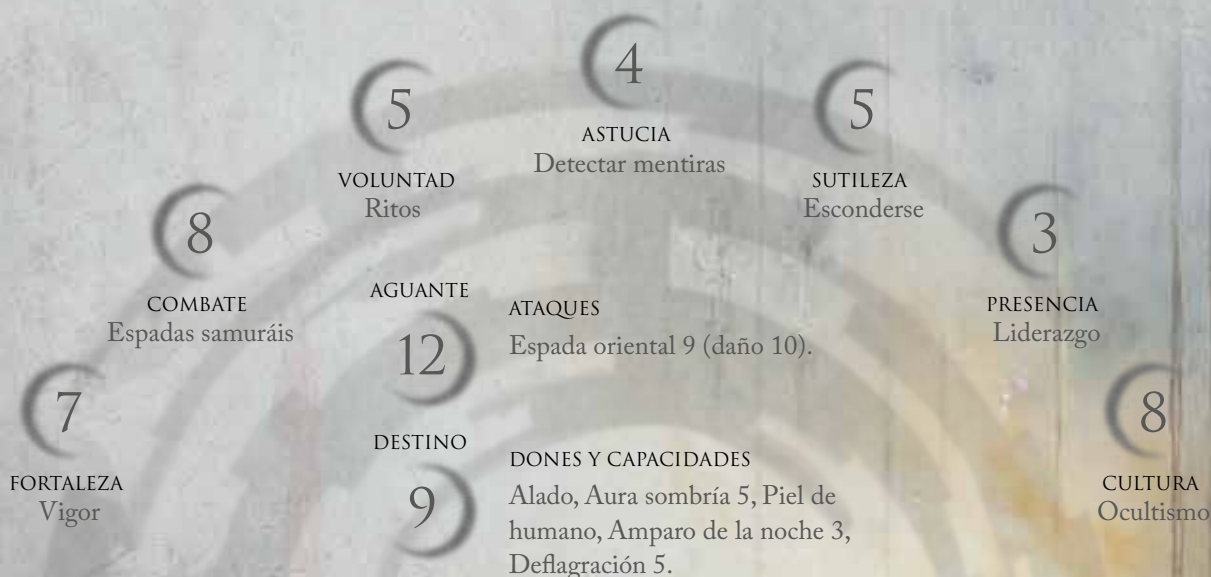 4
ASTUCIA
Detectar mentiras
5
VOLUNTAD
Ritos
5
SUTILEZA
Esconderse
8
COMBATE
Espadas samuráis
3
PRESENCIA
Liderazgo
7
FORTALEZA
Vigor
8
CULTURA
Ocultismo
AGUANTE
12
DESTINO
9
ATAQUES
Espada oriental 9 (daño 10).
DONES Y CAPACIDADES
Alado, Aura sombría 5, Piel de
humano, Amparo de la noche 3,
Deflagración 5.